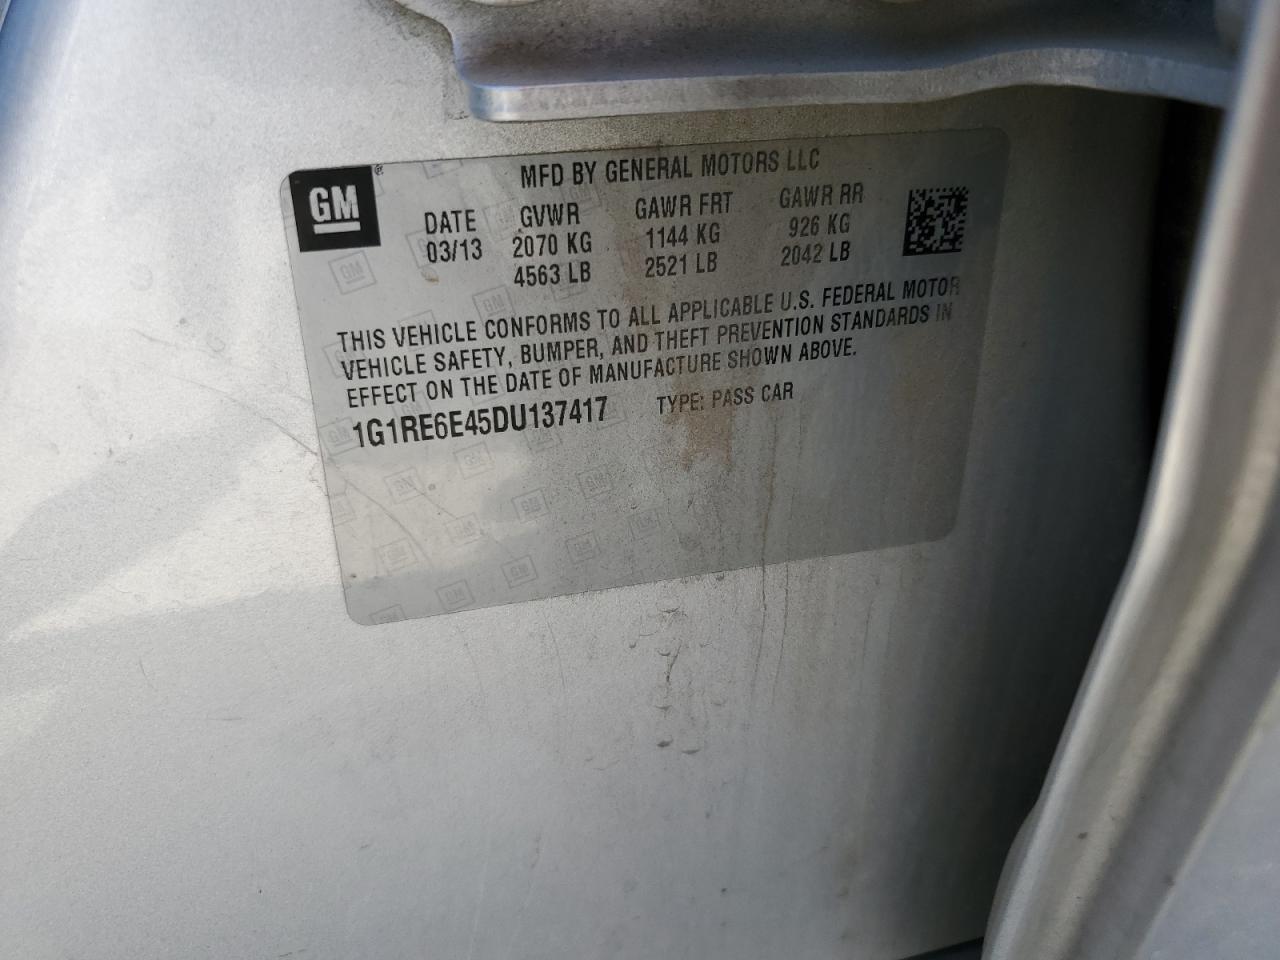 GM
MFD BY GENERAL MOTORS LLC
DATE GVWR GAWR FRT GAWR RR
03/13 2070 KG 1144 KG 926 KG
4563 LB 2521 LB 2042 LB
THIS VEHICLE CONFORMS TO ALL APPLICABLE U.S. FEDERAL MOTOR
VEHICLE SAFETY, BUMPER, AND THEFT PREVENTION STANDARDS IN
EFFECT ON THE DATE OF MANUFACTURE SHOWN ABOVE.
1G1RE6E45DU137417 TYPE: PASS CAR